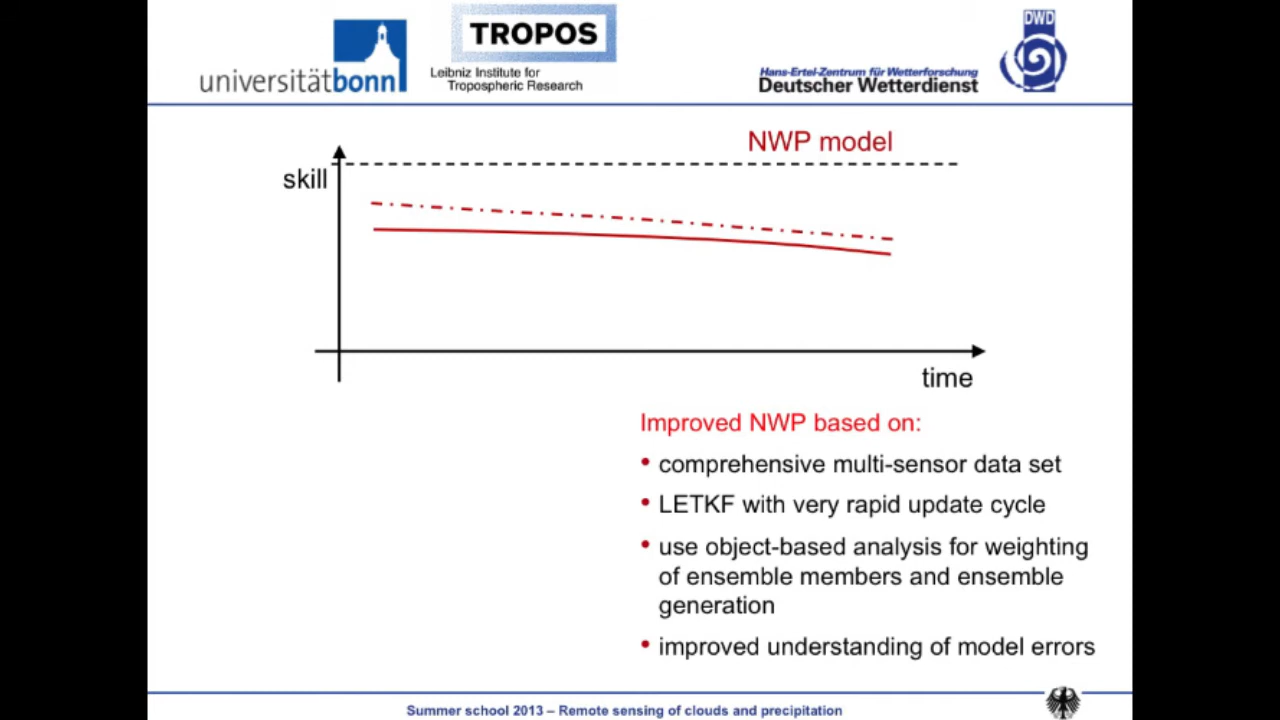 universitätbonn
TROPOS
Leibniz Institute for
Tropospheric Research
Hans-Ertel-Zentrum für Wetterforschung
Deutscher Wetterdienst
DWD
NWP model
skill
time
Improved NWP based on:
• comprehensive multi-sensor data set
• LETKF with very rapid update cycle
• use object-based analysis for weighting
of ensemble members and ensemble
generation
• improved understanding of model errors
Summer school 2013 – Remote sensing of clouds and precipitation